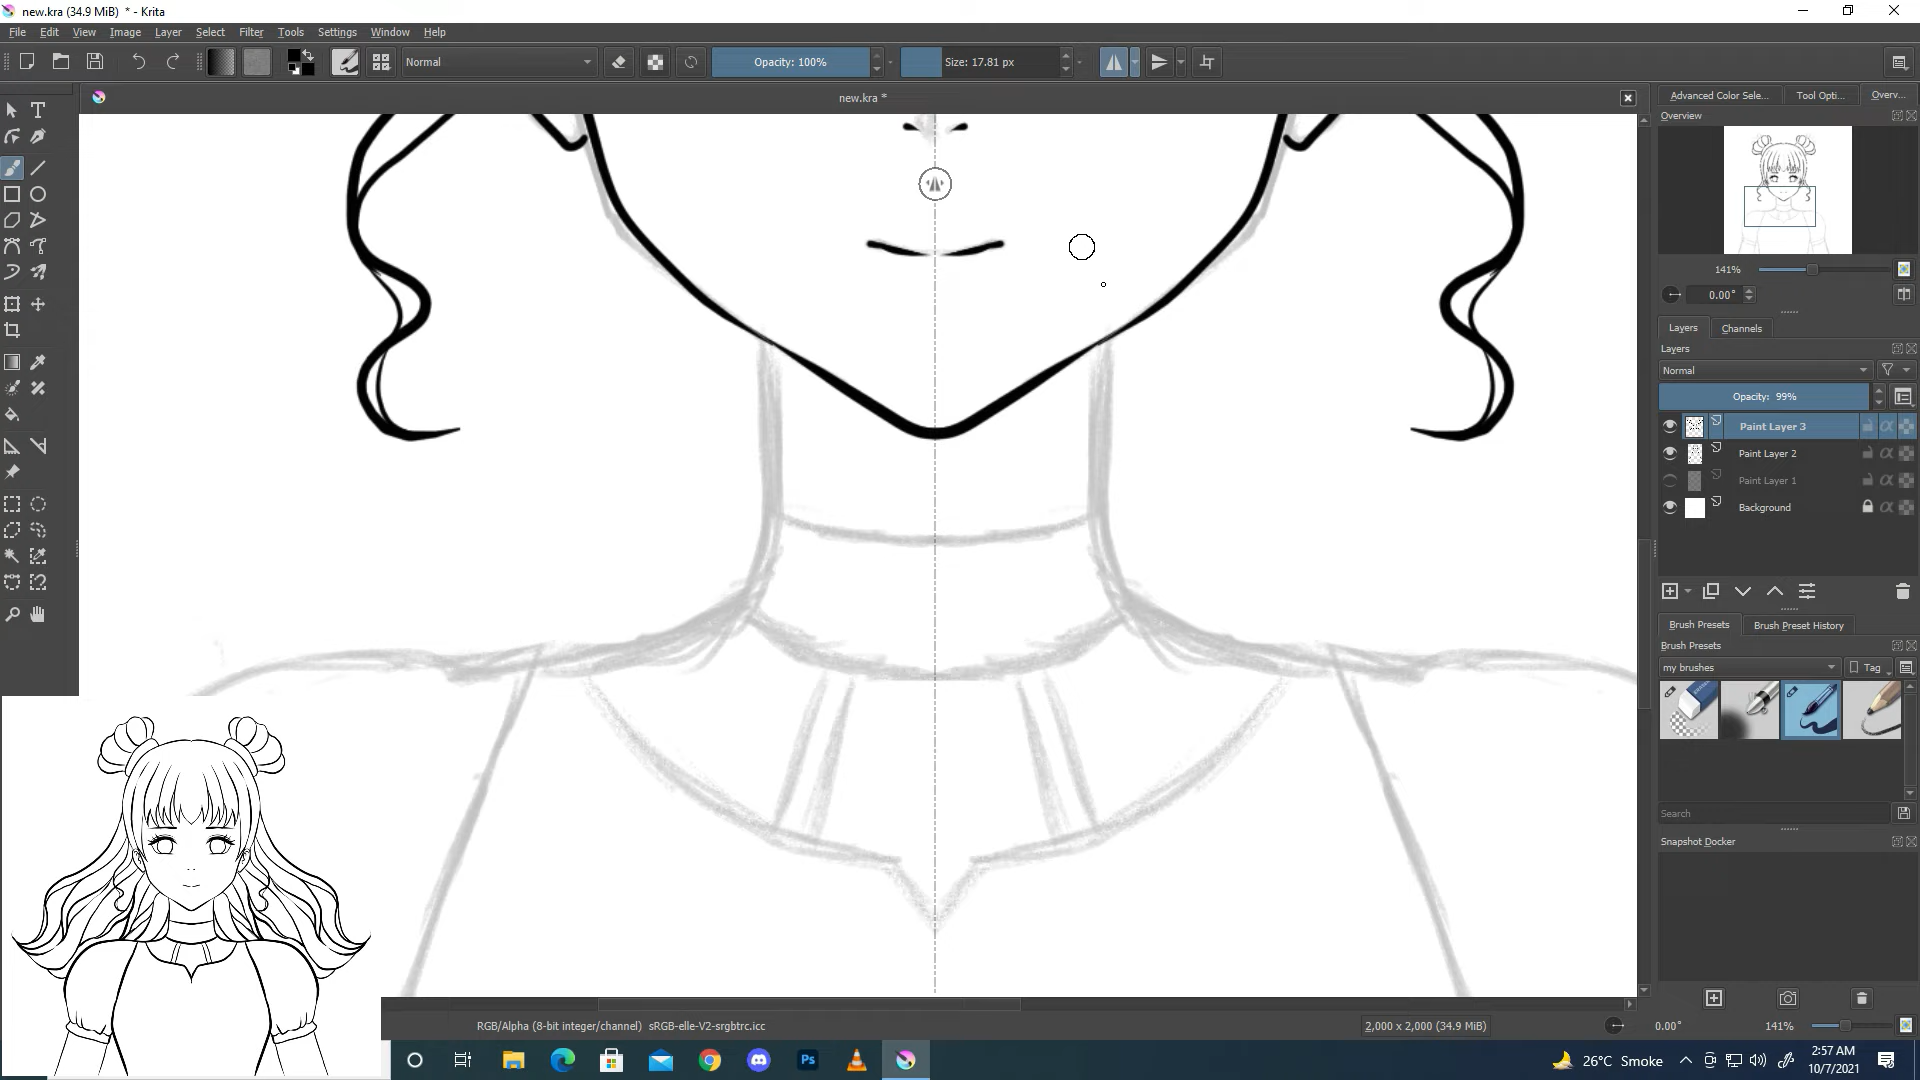 new.kra (34.9 MiB) * - Krita
File Edit View Image Layer Select Filter Tools Settings Window Help
Normal Opacity: 100% Size: 17.81 px
new.kra *
Advanced Color Sele... Tool Opti... Overv...
Overview
141%
0.00°
Layers Channels
Layers
Normal
Opacity: 99%
Paint Layer 3
Paint Layer 2
Paint Layer 1
Background
Brush Presets Brush Preset History
Brush Presets
my brushes Tag
Search
Snapshot Docker
RGB/Alpha (8-bit integer/channel) sRGB-elle-V2-srgbtrc.icc 2,000 x 2,000 (34.9 MiB) 0.00° 141%
Ps 26°C Smoke 2:57 AM
10/7/2021